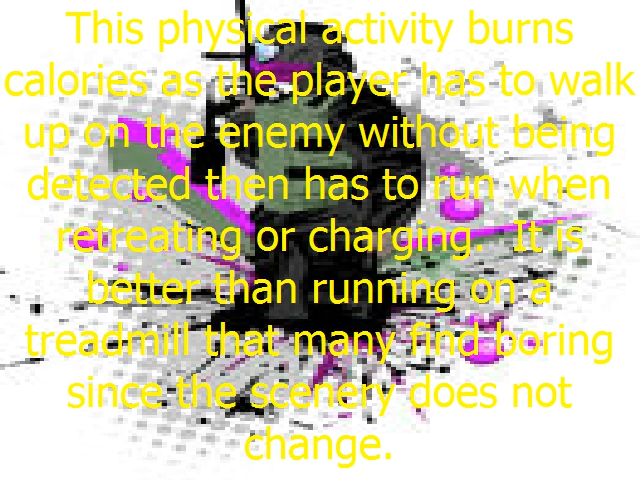 This physical activity burns
calories as the player has to walk
up on the enemy without being
detected then has to run when
retreating or charging.  It is
better than running on a
treadmill that many find boring
since the scenery does not
change.